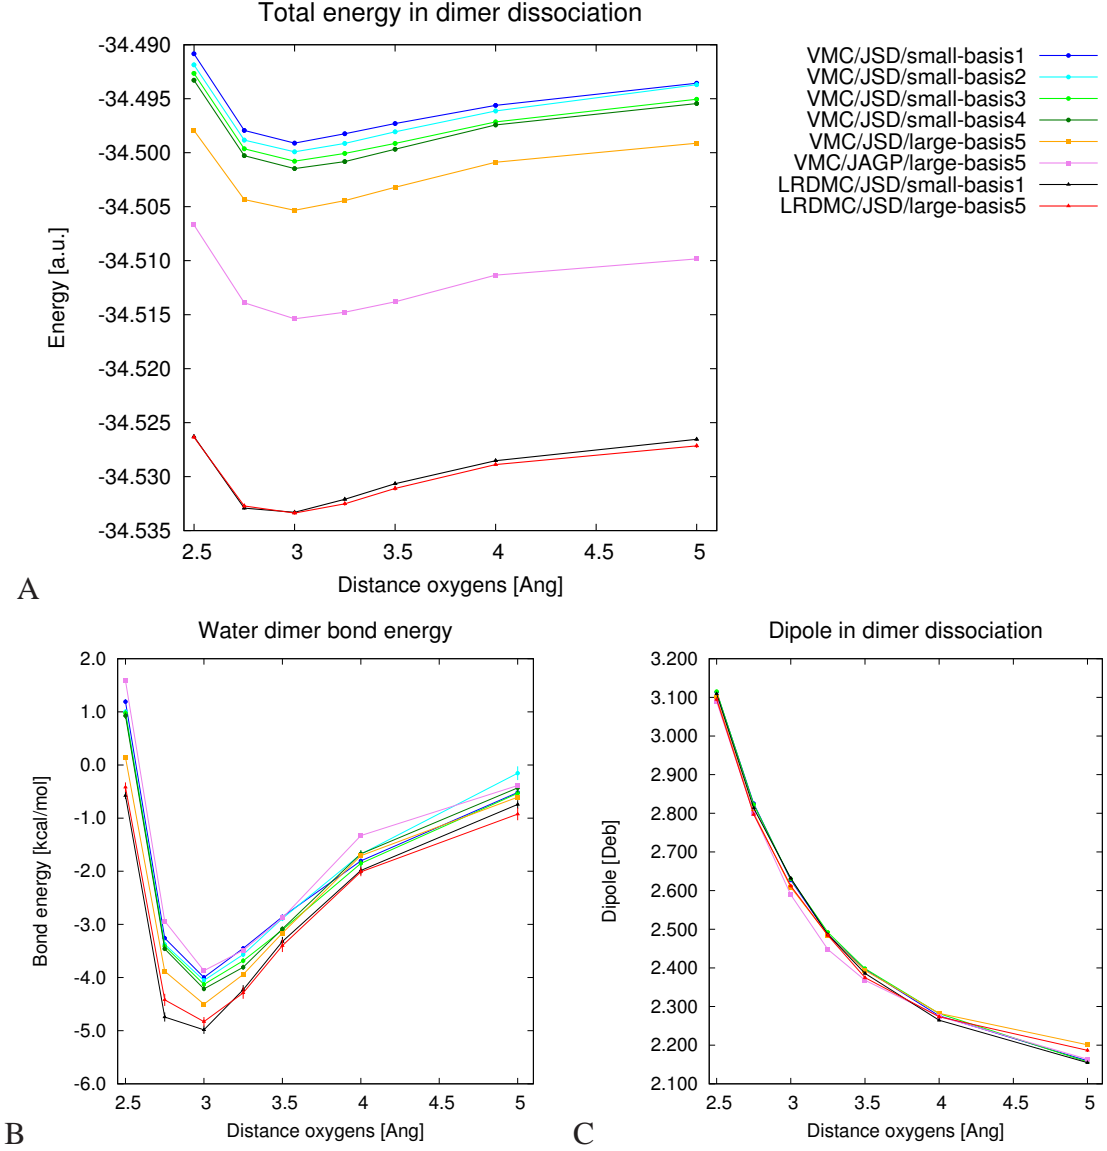 Total energy in dimer dissociation
-34.490
-34.495
-34.500
-34.505
-34.510
-34.515
-34.520
-34.525
-34.530
-34.535
Energy [a.u.]
2.5 3 3.5 4 4.5 5
Distance oxygens [Ang]
VMC/JSD/small-basis1
VMC/JSD/small-basis2
VMC/JSD/small-basis3
VMC/JSD/small-basis4
VMC/JSD/large-basis5
VMC/JAGP/large-basis5
LRDMC/JSD/small-basis1
LRDMC/JSD/large-basis5
A
Water dimer bond energy
2.0
1.0
0.0
-1.0
-2.0
-3.0
-4.0
-5.0
-6.0
Bond energy [kcal/mol]
2.5 3 3.5 4 4.5 5
Distance oxygens [Ang]
B
Dipole in dimer dissociation
3.200
3.100
3.000
2.900
2.800
2.700
2.600
2.500
2.400
2.300
2.200
2.100
Dipole [Deb]
2.5 3 3.5 4 4.5 5
Distance oxygens [Ang]
C